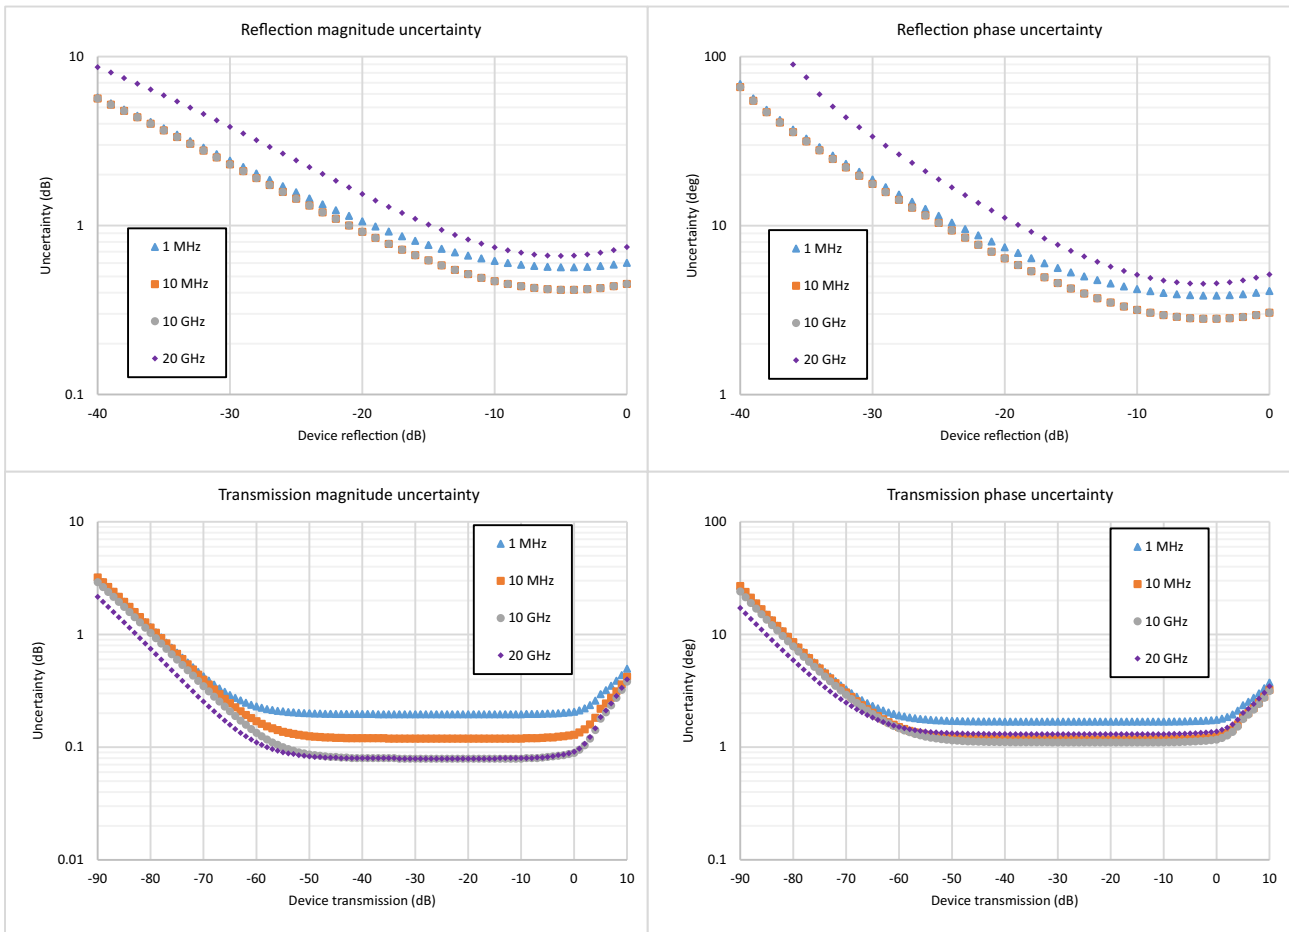 Reflection magnitude uncertainty
10
1
0.1
Uncertainty (dB)
1 MHz
10 MHz
10 GHz
20 GHz
-40 -30 -20 -10 0
Device reflection (dB)
Reflection phase uncertainty
100
10
1
Uncertainty (deg)
1 MHz
10 MHz
10 GHz
20 GHz
-40 -30 -20 -10 0
Device reflection (dB)
Transmission magnitude uncertainty
10
1
0.1
0.01
Uncertainty (dB)
1 MHz
10 MHz
10 GHz
20 GHz
-90 -80 -70 -60 -50 -40 -30 -20 -10 0 10
Device transmission (dB)
Transmission phase uncertainty
100
10
1
0.1
Uncertainty (deg)
1 MHz
10 MHz
10 GHz
20 GHz
-90 -80 -70 -60 -50 -40 -30 -20 -10 0 10
Device transmission (dB)